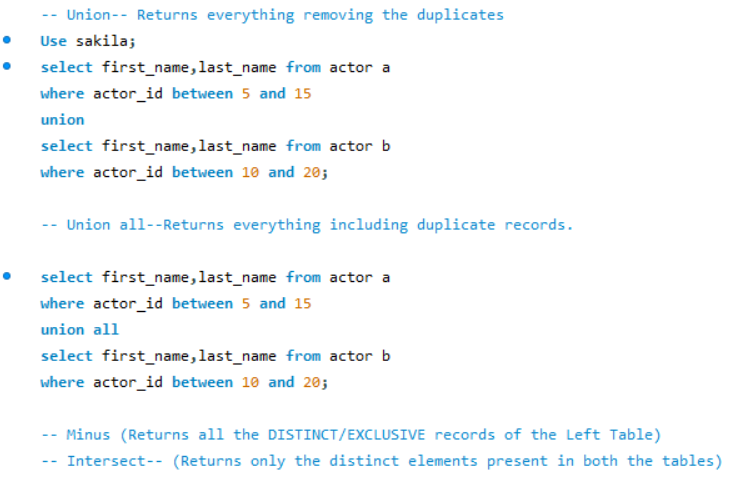 -- Union-- Returns everything removing the duplicates
Use sakila;
select first_name,last_name from actor a
where actor_id between 5 and 15
union
select first_name,last_name from actor b
where actor_id between 10 and 20;
-- Union all--Returns everything including duplicate records.
select first_name,last_name from actor a
where actor_id between 5 and 15
union all
select first_name,last_name from actor b
where actor_id between 10 and 20;
-- Minus (Returns all the DISTINCT/EXCLUSIVE records of the Left Table)
-- Intersect-- (Returns only the distinct elements present in both the tables)